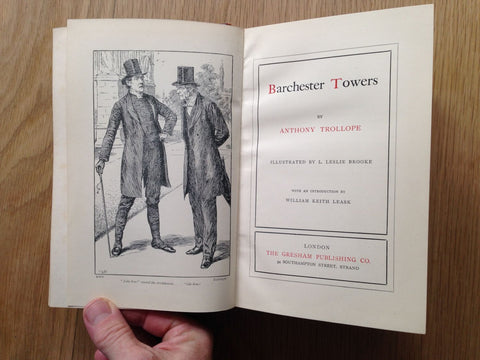 Barchester Towers
BY
ANTHONY TROLLOPE
ILLUSTRATED BY L. LESLIE BROOKE
WITH AN INTRODUCTION BY
WILLIAM KEITH LEASK
LONDON
THE GRESHAM PUBLISHING CO.
SOUTHAMPTON STREET, STRAND